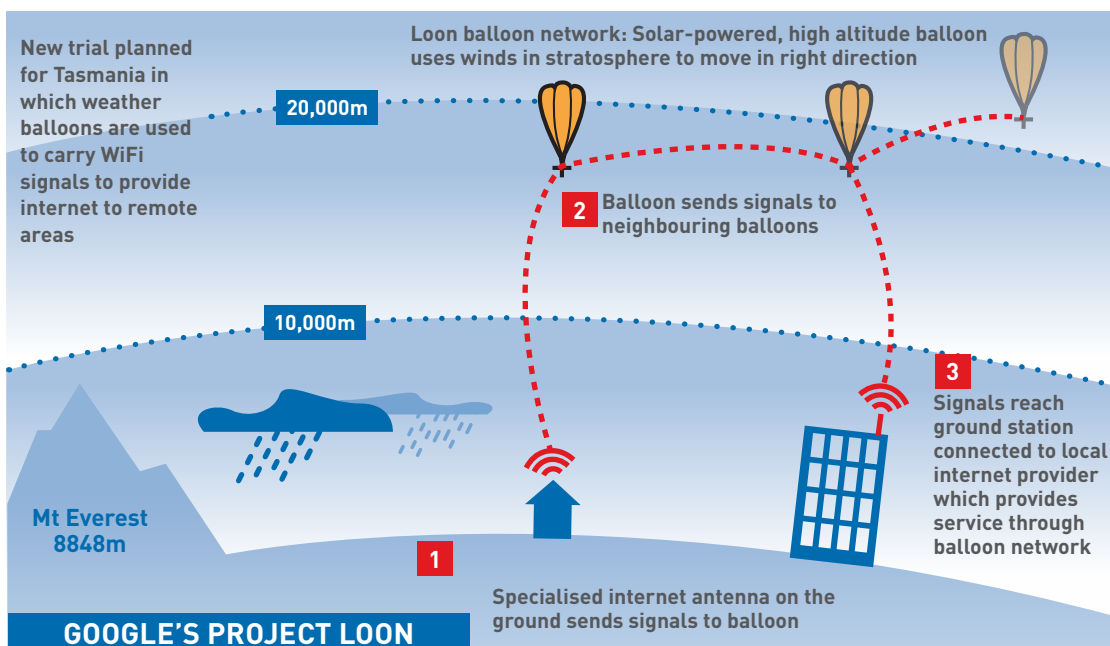 New trial planned
for Tasmania in
which weather
balloons are used
to carry WiFi
signals to provide
internet to remote
areas
Loon balloon network: Solar-powered, high altitude balloon
uses winds in stratosphere to move in right direction
20,000m
2
Balloon sends signals to
neighbouring balloons
10,000m
3
Signals reach
ground station
connected to local
internet provider
which provides
service through
balloon network
Mt Everest
8848m
1
Specialised internet antenna on the
ground sends signals to balloon
GOOGLE'S PROJECT LOON